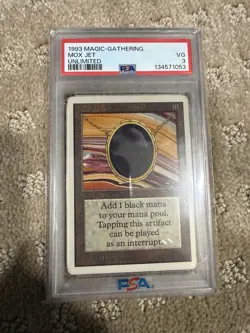 1993 MAGIC-GATHERING
MOX JET
UNLIMITED
VG
3
PSA
134571053
Add 1 black mana
to your mana pool.
Tapping this artifact
can be played
as an interrupt.
PSA